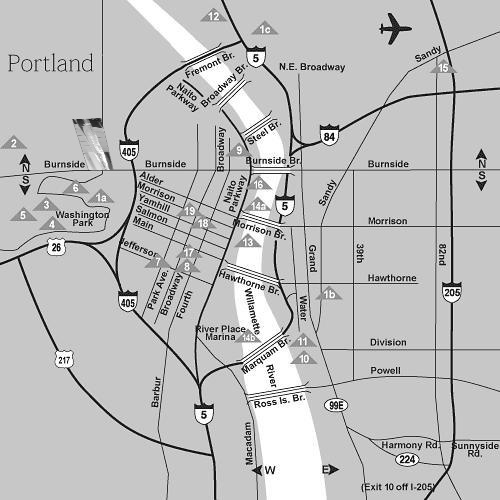 12
1c
Sandy
Portland
Fremont Br.
5
N.E. Broadway
15
Broadway Br.
Naito
Parkway
2
405
Broadway
Steel Br.
84
9
N
S
Burnside
Burnside
Burnside Br.
Burnside
N
S
Alder
Morrison
Yamhill
Salmon
Main
Jefferson
6
1a
3
5
4
Washington
Park
Naito
Parkway
16
14a
5
Sandy
19
18
Morrison Br.
Morrison
13
26
7
17
8
Grand
39th
82nd
Hawthorne Br.
Hawthorne
405
Park Ave.
Broadway
Fourth
Willamette
River
Water
1b
205
River Place
Marina
14b
Marquam Br.
11
10
Division
217
Powell
Barbur
5
Ross Is. Br.
99E
Macadam
Harmony Rd.
Sunnyside
Rd.
224
W
E
(Exit 10 off I-205)